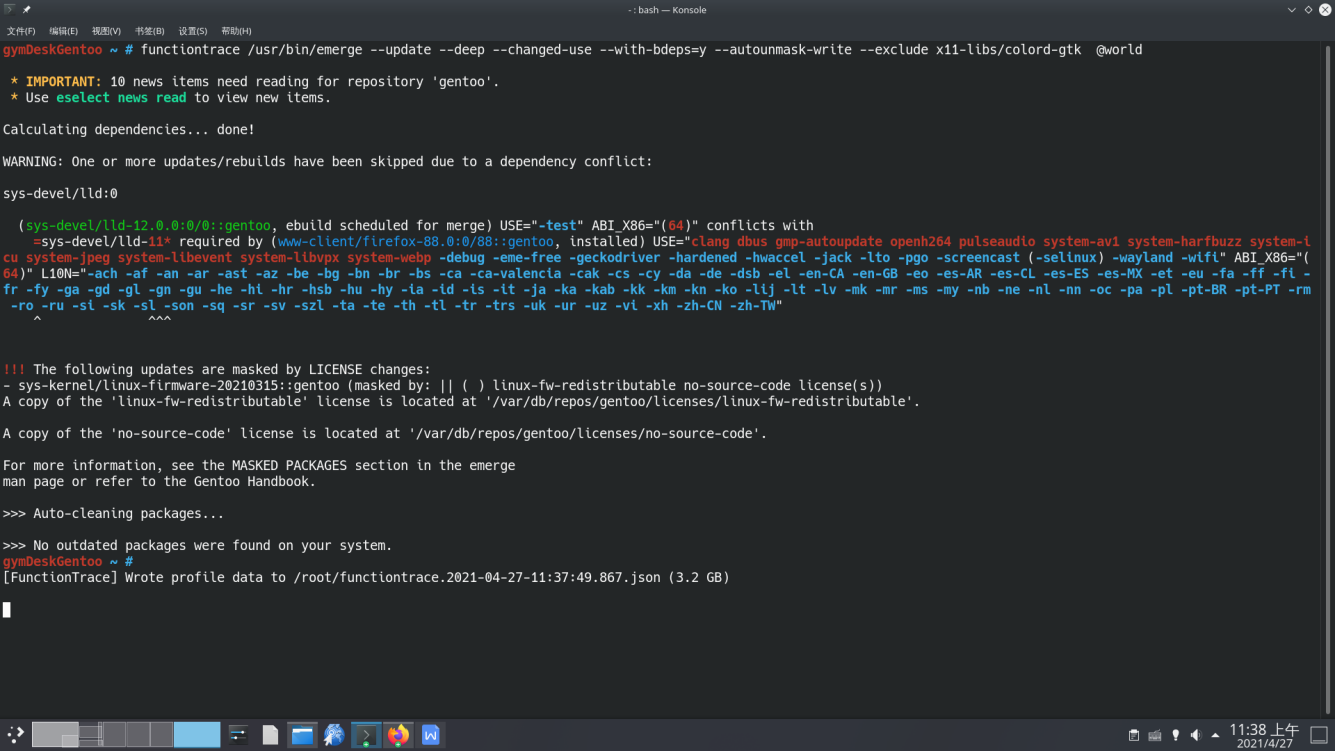 - : bash — Konsole
文件(F) 编辑(E) 视图(V) 书签(B) 设置(S) 帮助(H)
gymDeskGentoo ~ # functiontrace /usr/bin/emerge --update --deep --changed-use --with-bdeps=y --autounmask-write --exclude x11-libs/colord-gtk  @world
* IMPORTANT: 10 news items need reading for repository 'gentoo'.
* Use eselect news read to view new items.
Calculating dependencies... done!
WARNING: One or more updates/rebuilds have been skipped due to a dependency conflict:
sys-devel/lld:0
(sys-devel/lld-12.0.0:0/0::gentoo, ebuild scheduled for merge) USE="-test" ABI_X86="(64)" conflicts with
=sys-devel/lld-11* required by (www-client/firefox-88.0:0/88::gentoo, installed) USE="clang dbus gmp-autoupdate openh264 pulseaudio system-av1 system-harfbuzz system-i
cu system-jpeg system-libevent system-libvpx system-webp -debug -eme-free -geckodriver -hardened -hwaccel -jack -lto -pgo -screencast (-selinux) -wayland -wifi" ABI_X86="(
64)" L10N="-ach -af -an -ar -ast -az -be -bg -bn -br -bs -ca -ca-valencia -cak -cs -cy -da -de -dsb -el -en-CA -en-GB -eo -es-AR -es-CL -es-ES -es-MX -et -eu -fa -ff -fi -
fr -fy -ga -gd -gl -gn -gu -he -hi -hr -hsb -hu -hy -ia -id -is -it -ja -ka -kab -kk -km -kn -ko -lij -lt -lv -mk -mr -ms -my -nb -ne -nl -nn -oc -pa -pl -pt-BR -pt-PT -rm
-ro -ru -si -sk -sl -son -sq -sr -sv -szl -ta -te -th -tl -tr -trs -uk -ur -uz -vi -xh -zh-CN -zh-TW"
^              ^^^
!!! The following updates are masked by LICENSE changes:
- sys-kernel/linux-firmware-20210315::gentoo (masked by: || ( ) linux-fw-redistributable no-source-code license(s))
A copy of the 'linux-fw-redistributable' license is located at '/var/db/repos/gentoo/licenses/linux-fw-redistributable'.
A copy of the 'no-source-code' license is located at '/var/db/repos/gentoo/licenses/no-source-code'.
For more information, see the MASKED PACKAGES section in the emerge
man page or refer to the Gentoo Handbook.
>>> Auto-cleaning packages...
>>> No outdated packages were found on your system.
gymDeskGentoo ~ #
[FunctionTrace] Wrote profile data to /root/functiontrace.2021-04-27-11:37:49.867.json (3.2 GB)
11:38 上午
2021/4/27